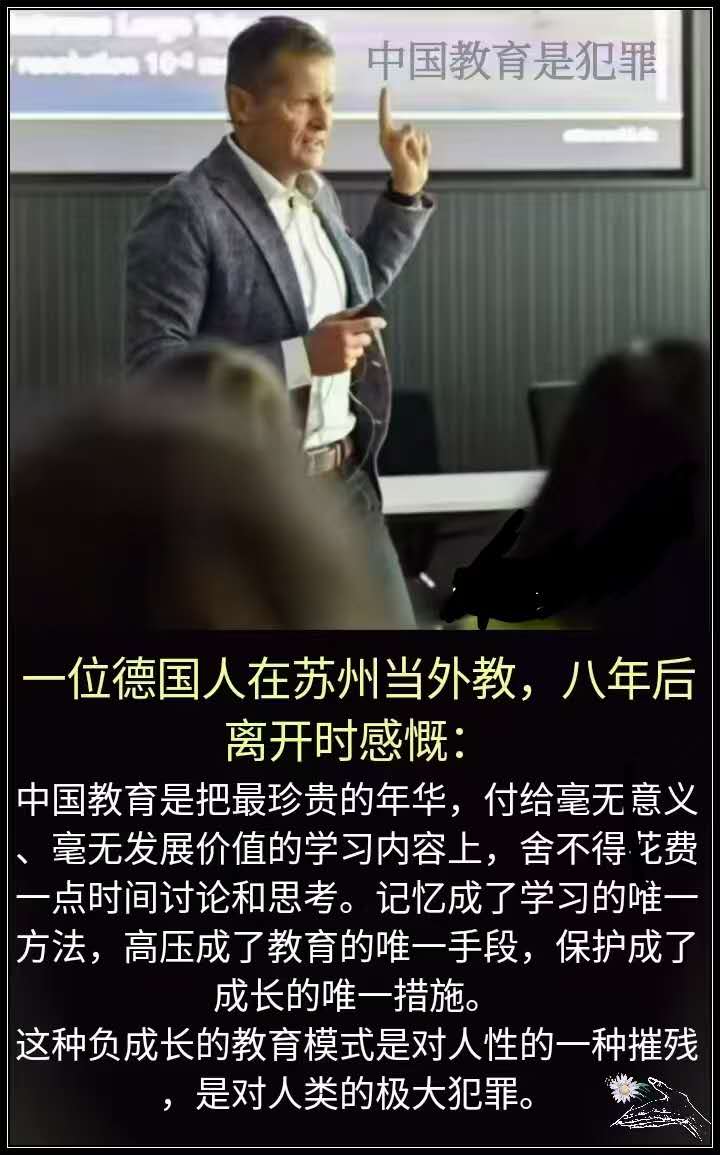 中国教育是犯罪
resolution 10⁻⁴
一位德国人在苏州当外教，八年后
离开时感慨：
中国教育是把最珍贵的年华，付给毫无意义
、毫无发展价值的学习内容上，舍不得花费
一点时间讨论和思考。记忆成了学习的唯一
方法，高压成了教育的唯一手段，保护成了
成长的唯一措施。
这种负成长的教育模式是对人性的一种摧残
，是对人类的极大犯罪。